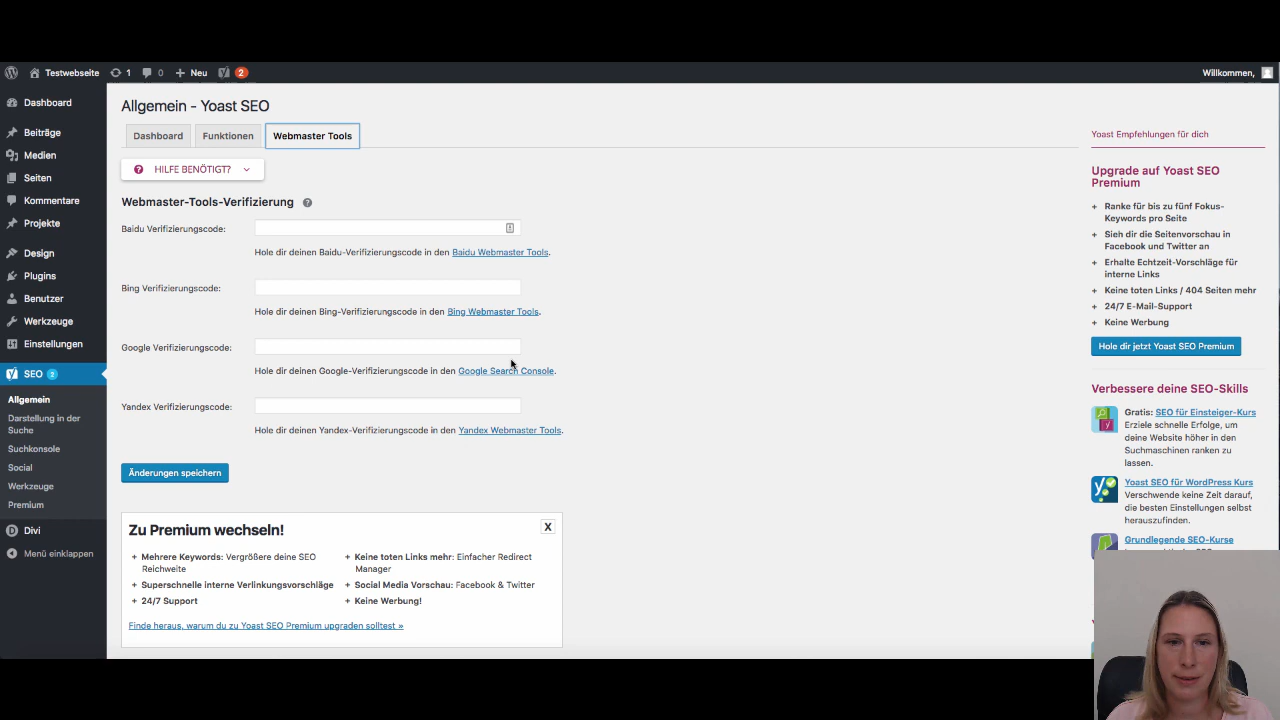 Testwebseite 1 0 Neu 2 Willkommen,
Dashboard
Beiträge
Medien
Seiten
Kommentare
Projekte
Design
Plugins
Benutzer
Werkzeuge
Einstellungen
SEO 2
Allgemein
Darstellung in der
Suche
Suchkonsole
Social
Werkzeuge
Premium
Divi
Menü einklappen
Allgemein - Yoast SEO
Dashboard Funktionen Webmaster Tools
HILFE BENÖTIGT?
Webmaster-Tools-Verifizierung
Baidu Verifizierungscode:
Hole dir deinen Baidu-Verifizierungscode in den Baidu Webmaster Tools.
Bing Verifizierungscode:
Hole dir deinen Bing-Verifizierungscode in den Bing Webmaster Tools.
Google Verifizierungscode:
Hole dir deinen Google-Verifizierungscode in den Google Search Console.
Yandex Verifizierungscode:
Hole dir deinen Yandex-Verifizierungscode in den Yandex Webmaster Tools.
Änderungen speichern
Zu Premium wechseln! X
+ Mehrere Keywords: Vergrößere deine SEO
Reichweite
+ Superschnelle interne Verlinkungsvorschläge
+ 24/7 Support
+ Keine toten Links mehr: Einfacher Redirect
Manager
+ Social Media Vorschau: Facebook & Twitter
+ Keine Werbung!
Finde heraus, warum du zu Yoast SEO Premium upgraden solltest »
Yoast Empfehlungen für dich
Upgrade auf Yoast SEO
Premium
+ Ranke für bis zu fünf Fokus-
Keywords pro Seite
+ Sieh dir die Seitenvorschau in
Facebook und Twitter an
+ Erhalte Echtzeit-Vorschläge für
interne Links
+ Keine toten Links / 404 Seiten mehr
+ 24/7 E-Mail-Support
+ Keine Werbung
Hole dir jetzt Yoast SEO Premium
Verbessere deine SEO-Skills
Gratis: SEO für Einsteiger-Kurs
Erziele schnelle Erfolge, um
deine Website höher in den
Suchmaschinen ranken zu
lassen.
Yoast SEO für WordPress Kurs
Verschwende keine Zeit darauf,
die besten Einstellungen selbst
herauszufinden.
Grundlegende SEO-Kurse